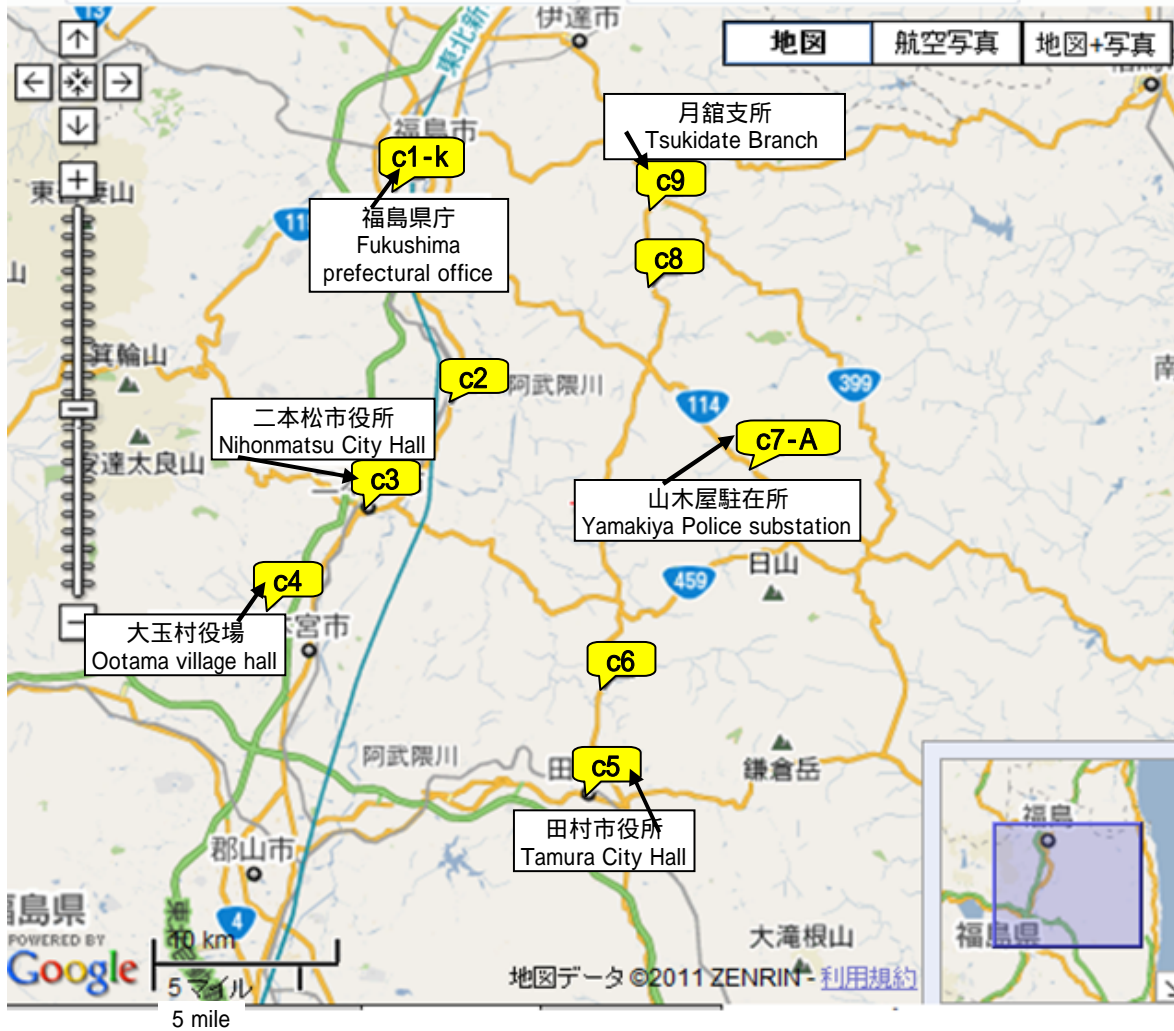 13
伊達市
東北新
地図
航空写真
地図+写真
月舘支所
Tsukidate Branch
福島市
c1-k
c9
福島県庁
Fukushima
prefectural office
c8
箕輪山
c2
阿武隈川
399
114
二本松市役所
Nihonmatsu City Hall
c7-A
安達太良山
c3
山木屋駐在所
Yamakiya Police substation
日山
459
c4
大玉村役場
Ootama village hall
宮市
c6
阿武隈川
田
c5
鎌倉岳
田村市役所
Tamura City Hall
郡山市
福島
福島県
島県
4
POWERED BY
Google
10 km
5 マイル
大滝根山
地図データ ©2011 ZENRIN - 利用規約
5 mile